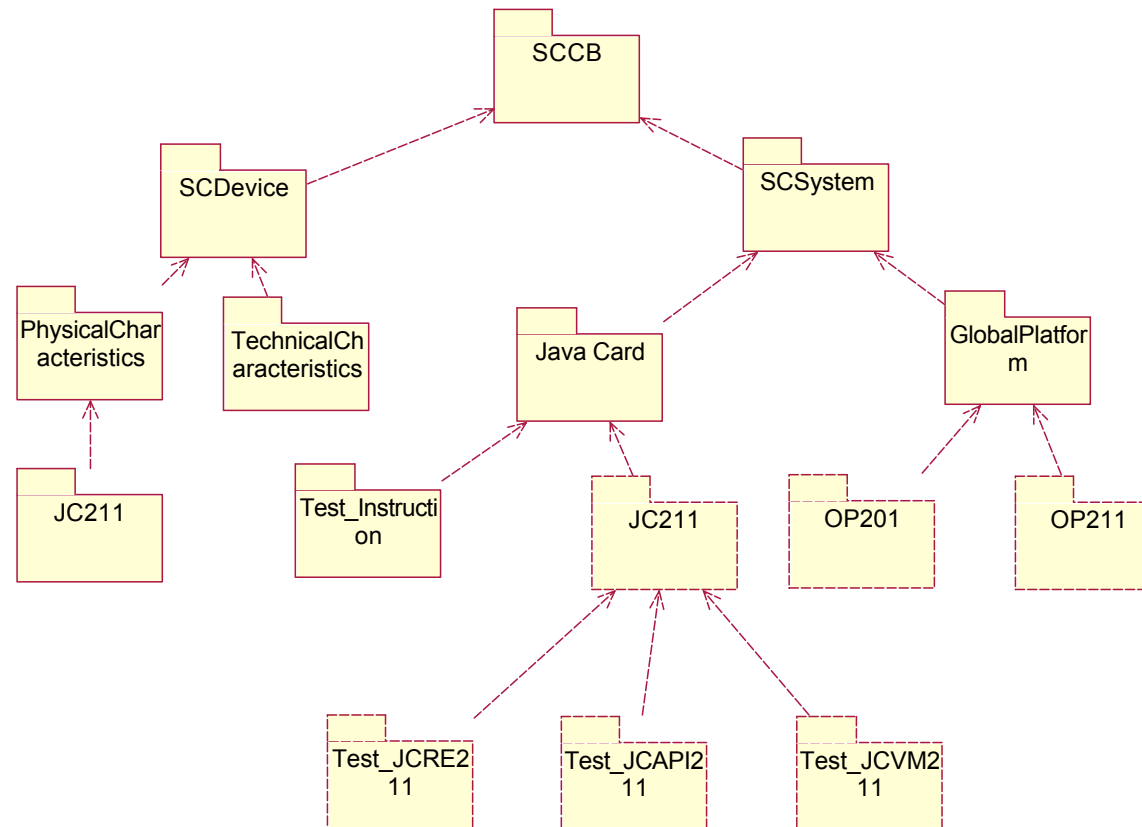 SCCB
SCDevice
SCSystem
PhysicalChar
acteristics
TechnicalCh
aracteristics
Java Card
GlobalPlatfor
m
JC211
Test_Instructi
on
JC211
OP201
OP211
Test_JCRE2
11
Test_JCAPI2
11
Test_JCVM2
11